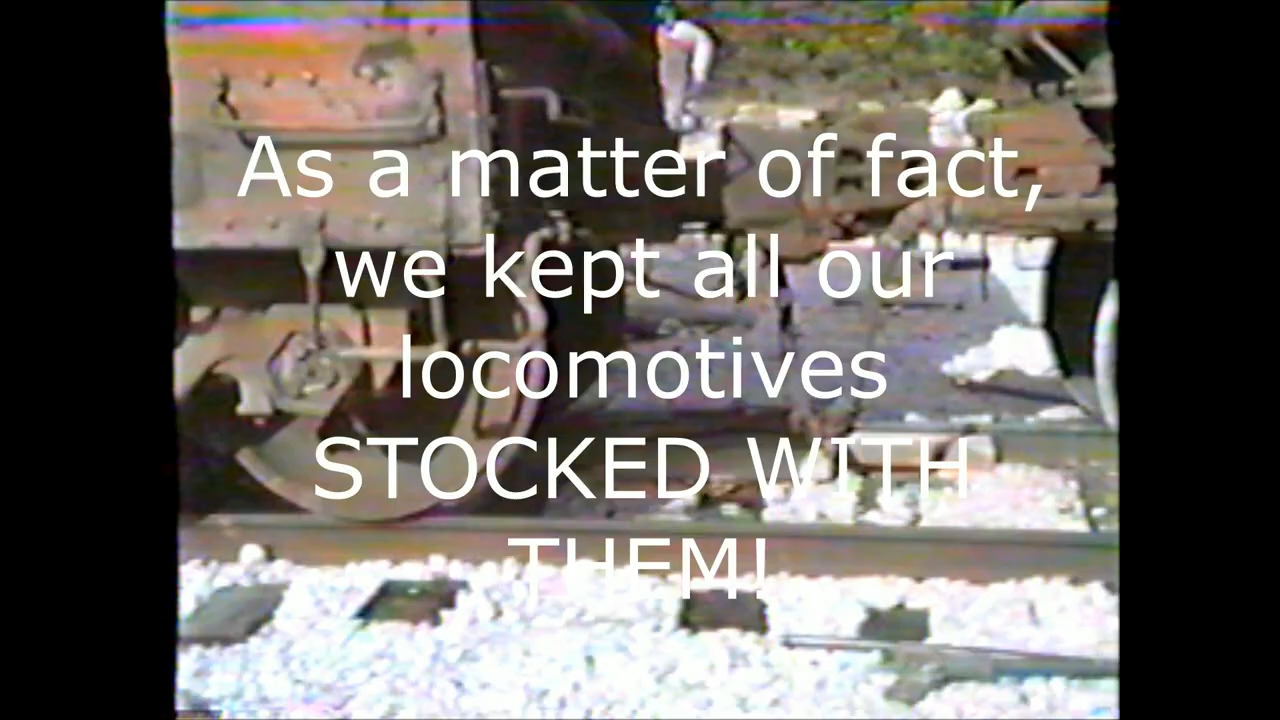 As a matter of fact,
we kept all our
locomotives
STOCKED WITH
THEM!